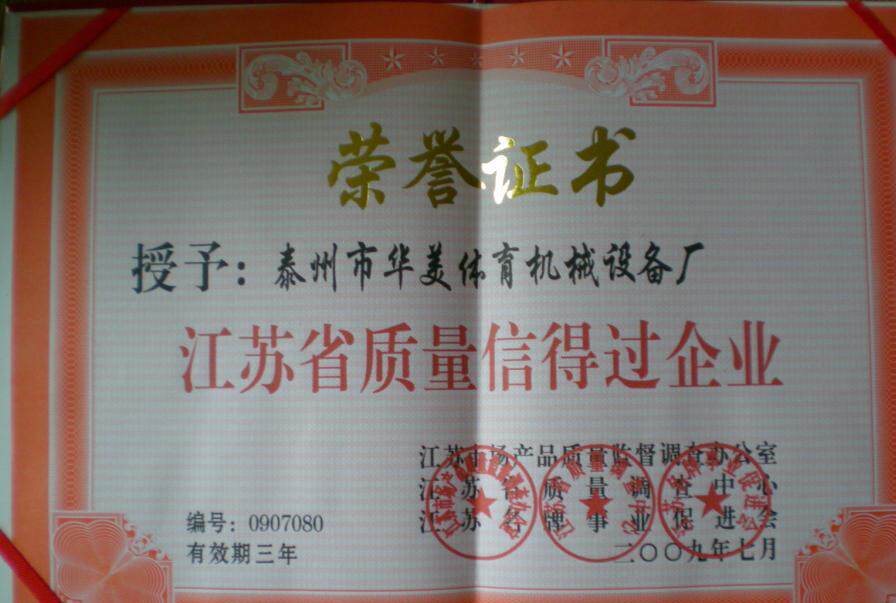 荣誉证书
授予：泰州市华美体育机械设备厂
江苏省质量信得过企业
江苏市场产品质量监督调查办公室
江苏省质量调查中心
江苏名牌事业促进会
编号：0907080
有效期三年
二〇〇九年七月